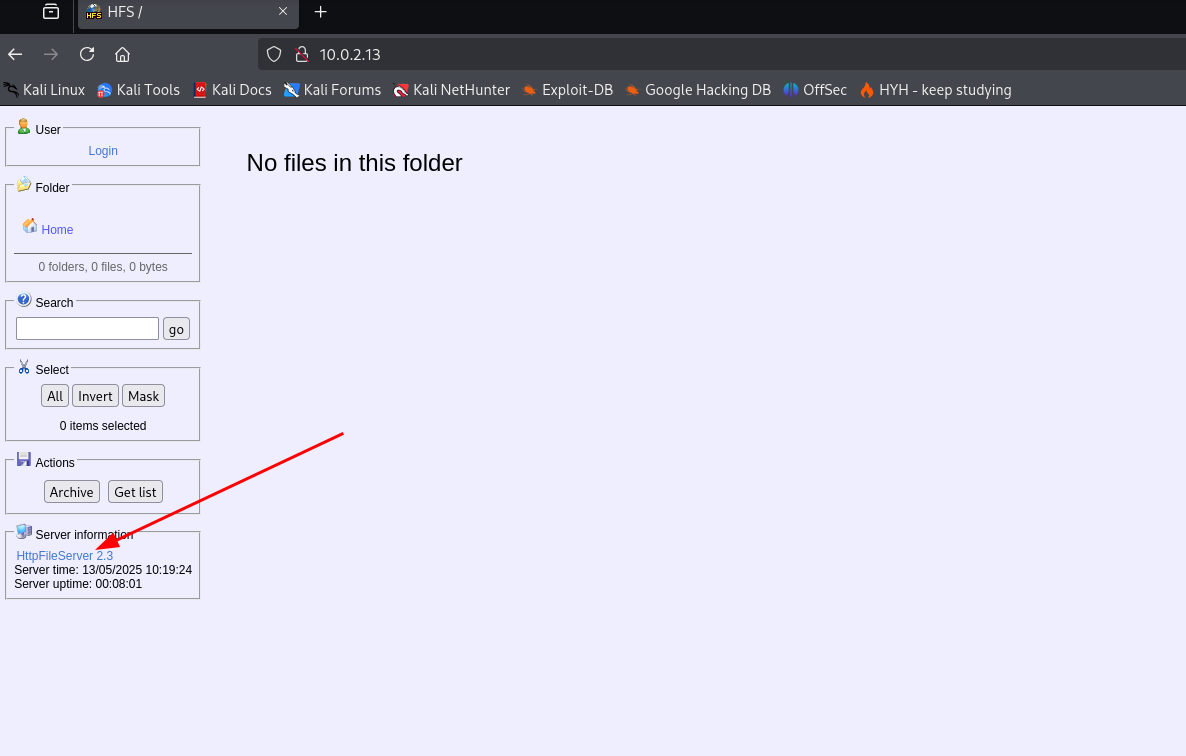 HFS /
10.0.2.13
Kali Linux Kali Tools Kali Docs Kali Forums Kali NetHunter Exploit-DB Google Hacking DB OffSec HYH - keep studying
User
Login
Folder
Home
0 folders, 0 files, 0 bytes
Search
go
Select
All Invert Mask
0 items selected
Actions
Archive Get list
Server information
HttpFileServer 2.3
Server time: 13/05/2025 10:19:24
Server uptime: 00:08:01
No files in this folder